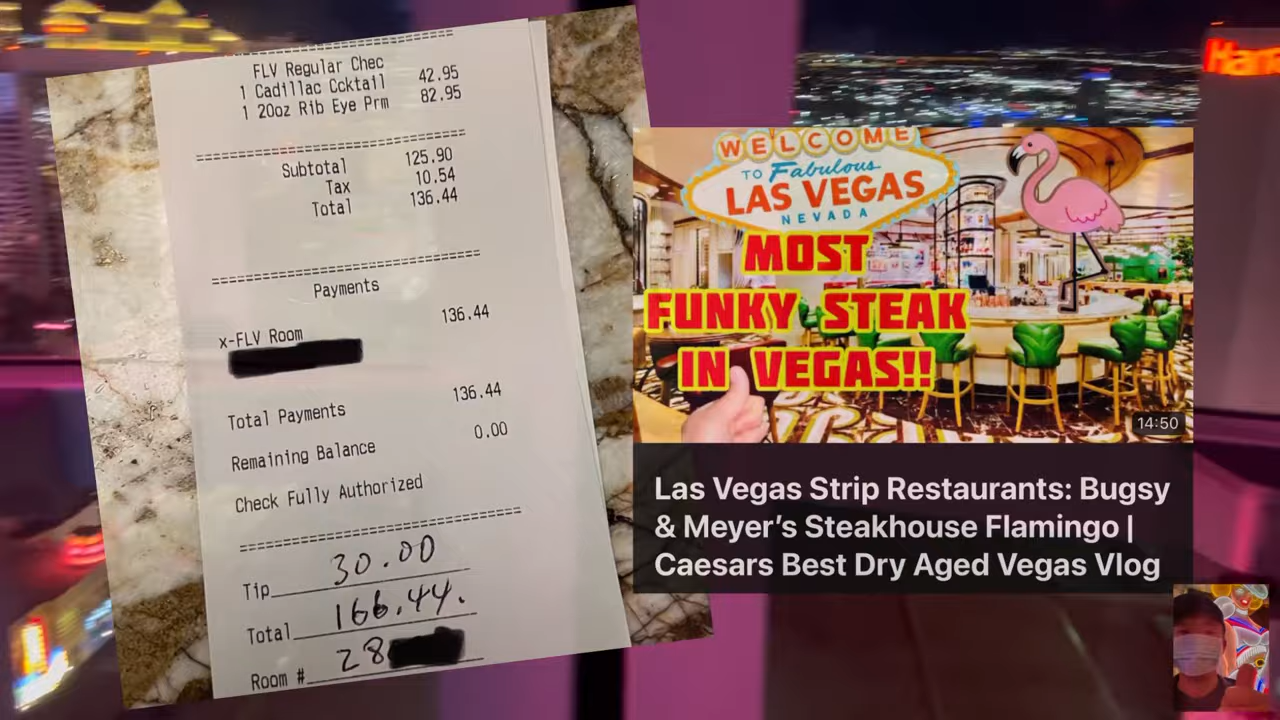 FLV Regular Chec
1 Cadillac Ccktail 42.95
1 20oz Rib Eye Prm 82.95
Subtotal 125.90
Tax 10.54
Total 136.44
Payments
x-FLV Room 136.44
Total Payments 136.44
Remaining Balance 0.00
Check Fully Authorized
Tip 30.00
Total 166.44.
Room # 28
WELCOME
TO Fabulous
LAS VEGAS
NEVADA
MOST
FUNKY STEAK
IN VEGAS!!
14:50
Las Vegas Strip Restaurants: Bugsy
& Meyer's Steakhouse Flamingo |
Caesars Best Dry Aged Vegas Vlog